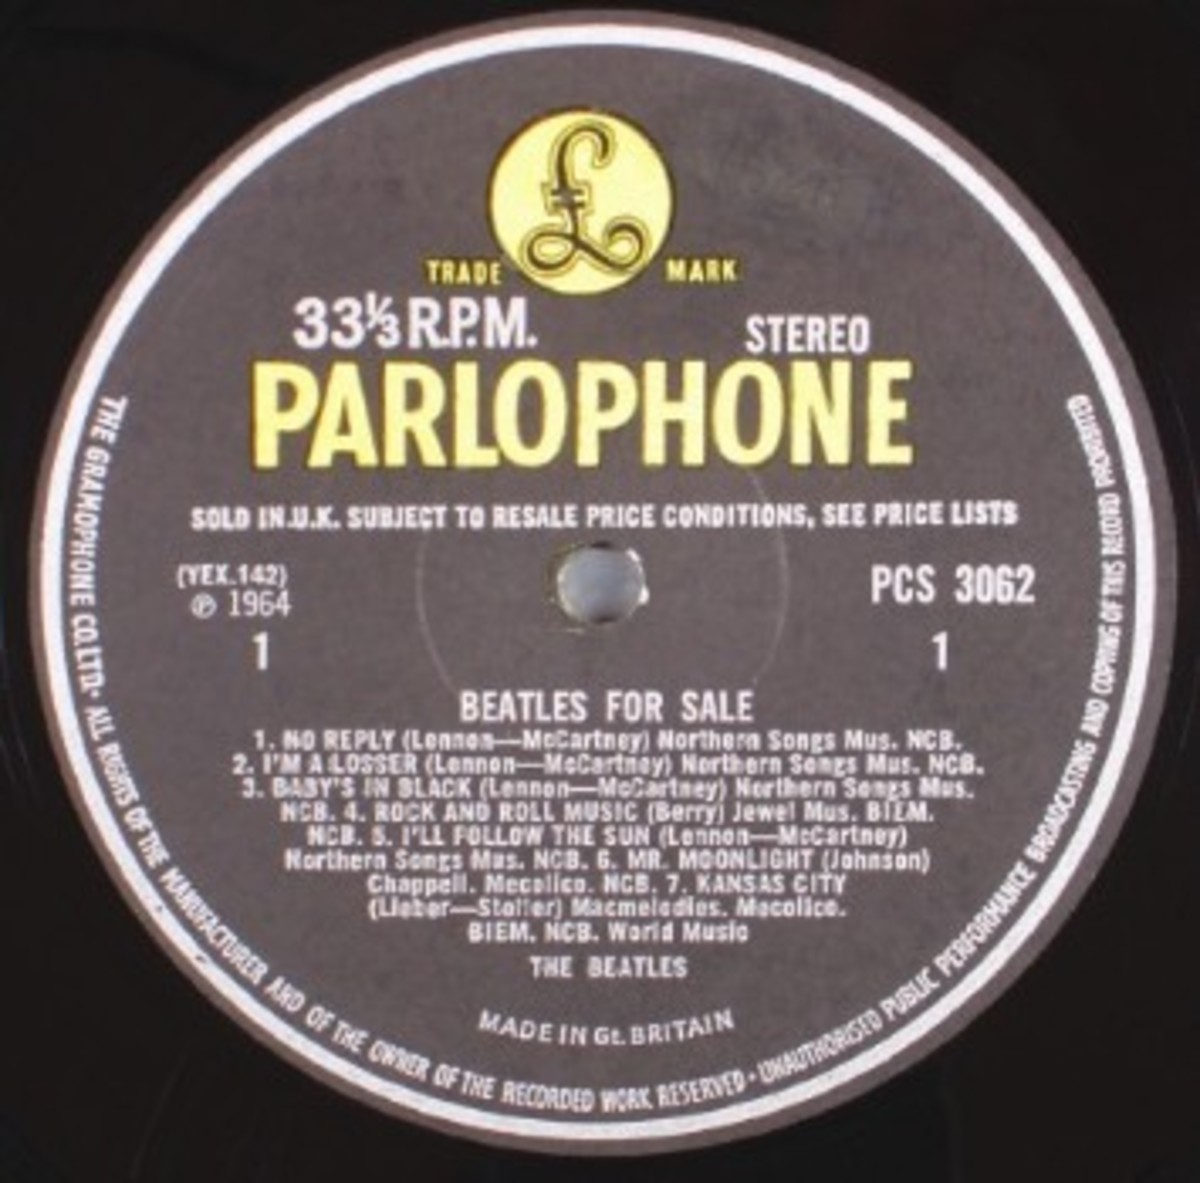 £
TRADE MARK
33⅓ R.P.M. STEREO
PARLOPHONE
SOLD IN U.K. SUBJECT TO RESALE PRICE CONDITIONS, SEE PRICE LISTS
(YEX.142) PCS 3062
℗ 1964
1 1
BEATLES FOR SALE
1. NO REPLY (Lennon—McCartney) Northern Songs Mus. NCB.
2. I'M A LOSSER (Lennon—McCartney) Northern Songs Mus. NCB.
3. BABY'S IN BLACK (Lennon—McCartney) Northern Songs Mus.
NCB. 4. ROCK AND ROLL MUSIC (Berry) Jewel Mus. BIEM.
NCB. 5. I'LL FOLLOW THE SUN (Lennon—McCartney)
Northern Songs Mus. NCB. 6. MR. MOONLIGHT (Johnson)
Chappell. Mecolico. NCB. 7. KANSAS CITY
(Lieber—Stoller) Macmelodies. Mecolico.
BIEM. NCB. World Music
THE BEATLES
MADE IN Gt. BRITAIN
THE GRAMOPHONE CO. LTD. · ALL RIGHTS OF THE MANUFACTURER AND OF THE OWNER OF THE RECORDED WORK RESERVED · UNAUTHORISED PUBLIC PERFORMANCE BROADCASTING AND COPYING OF THIS RECORD PROHIBITED